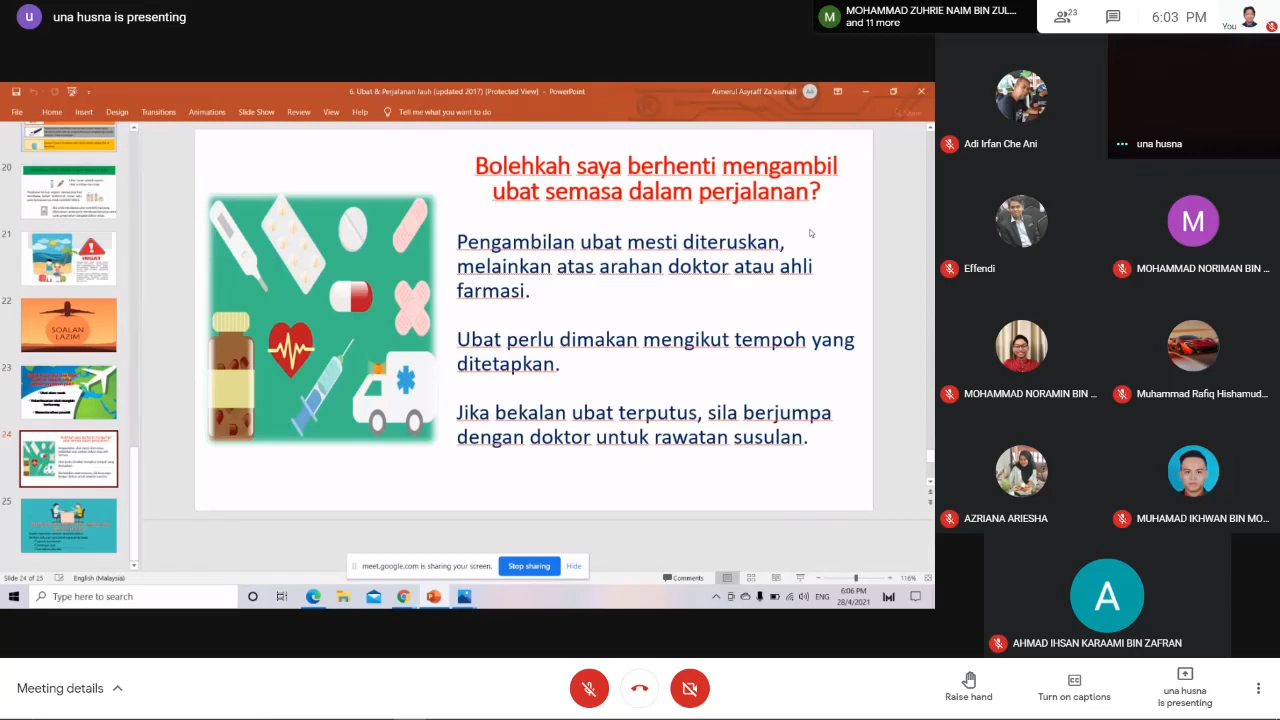 u
una husna is presenting
M
MOHAMMAD ZUHRIE NAIM BIN ZUL...
and 11 more
23
6:03 PM
You
6. Ubat & Perjalanan Jauh (updated 2017) [Protected View] - PowerPoint
Aimerul Asyraff Za'aismail
AA
File
Home
Insert
Design
Transitions
Animations
Slide Show
Review
View
Help
Tell me what you want to do
Share
20
21
INGAT
22
SOALAN
LAZIM
23
24
25
Bolehkah saya berhenti mengambil
ubat semasa dalam perjalanan?
Pengambilan ubat mesti diteruskan,
melainkan atas arahan doktor atau ahli
farmasi.
Ubat perlu dimakan mengikut tempoh yang
ditetapkan.
Jika bekalan ubat terputus, sila berjumpa
dengan doktor untuk rawatan susulan.
meet.google.com is sharing your screen.
Stop sharing
Hide
Slide 24 of 25
English (Malaysia)
Comments
116%
Type here to search
ENG
6:06 PM
28/4/2021
Adi Irfan Che Ani
una husna
Effendi
M
MOHAMMAD NORIMAN BIN ...
MOHAMMAD NORAMIN BIN ...
Muhammad Rafiq Hishamud...
AZRIANA ARIESHA
MUHAMAD IKHWAN BIN MO...
A
AHMAD IHSAN KARAAMI BIN ZAFRAN
Meeting details
Raise hand
CC
Turn on captions
una husna
is presenting